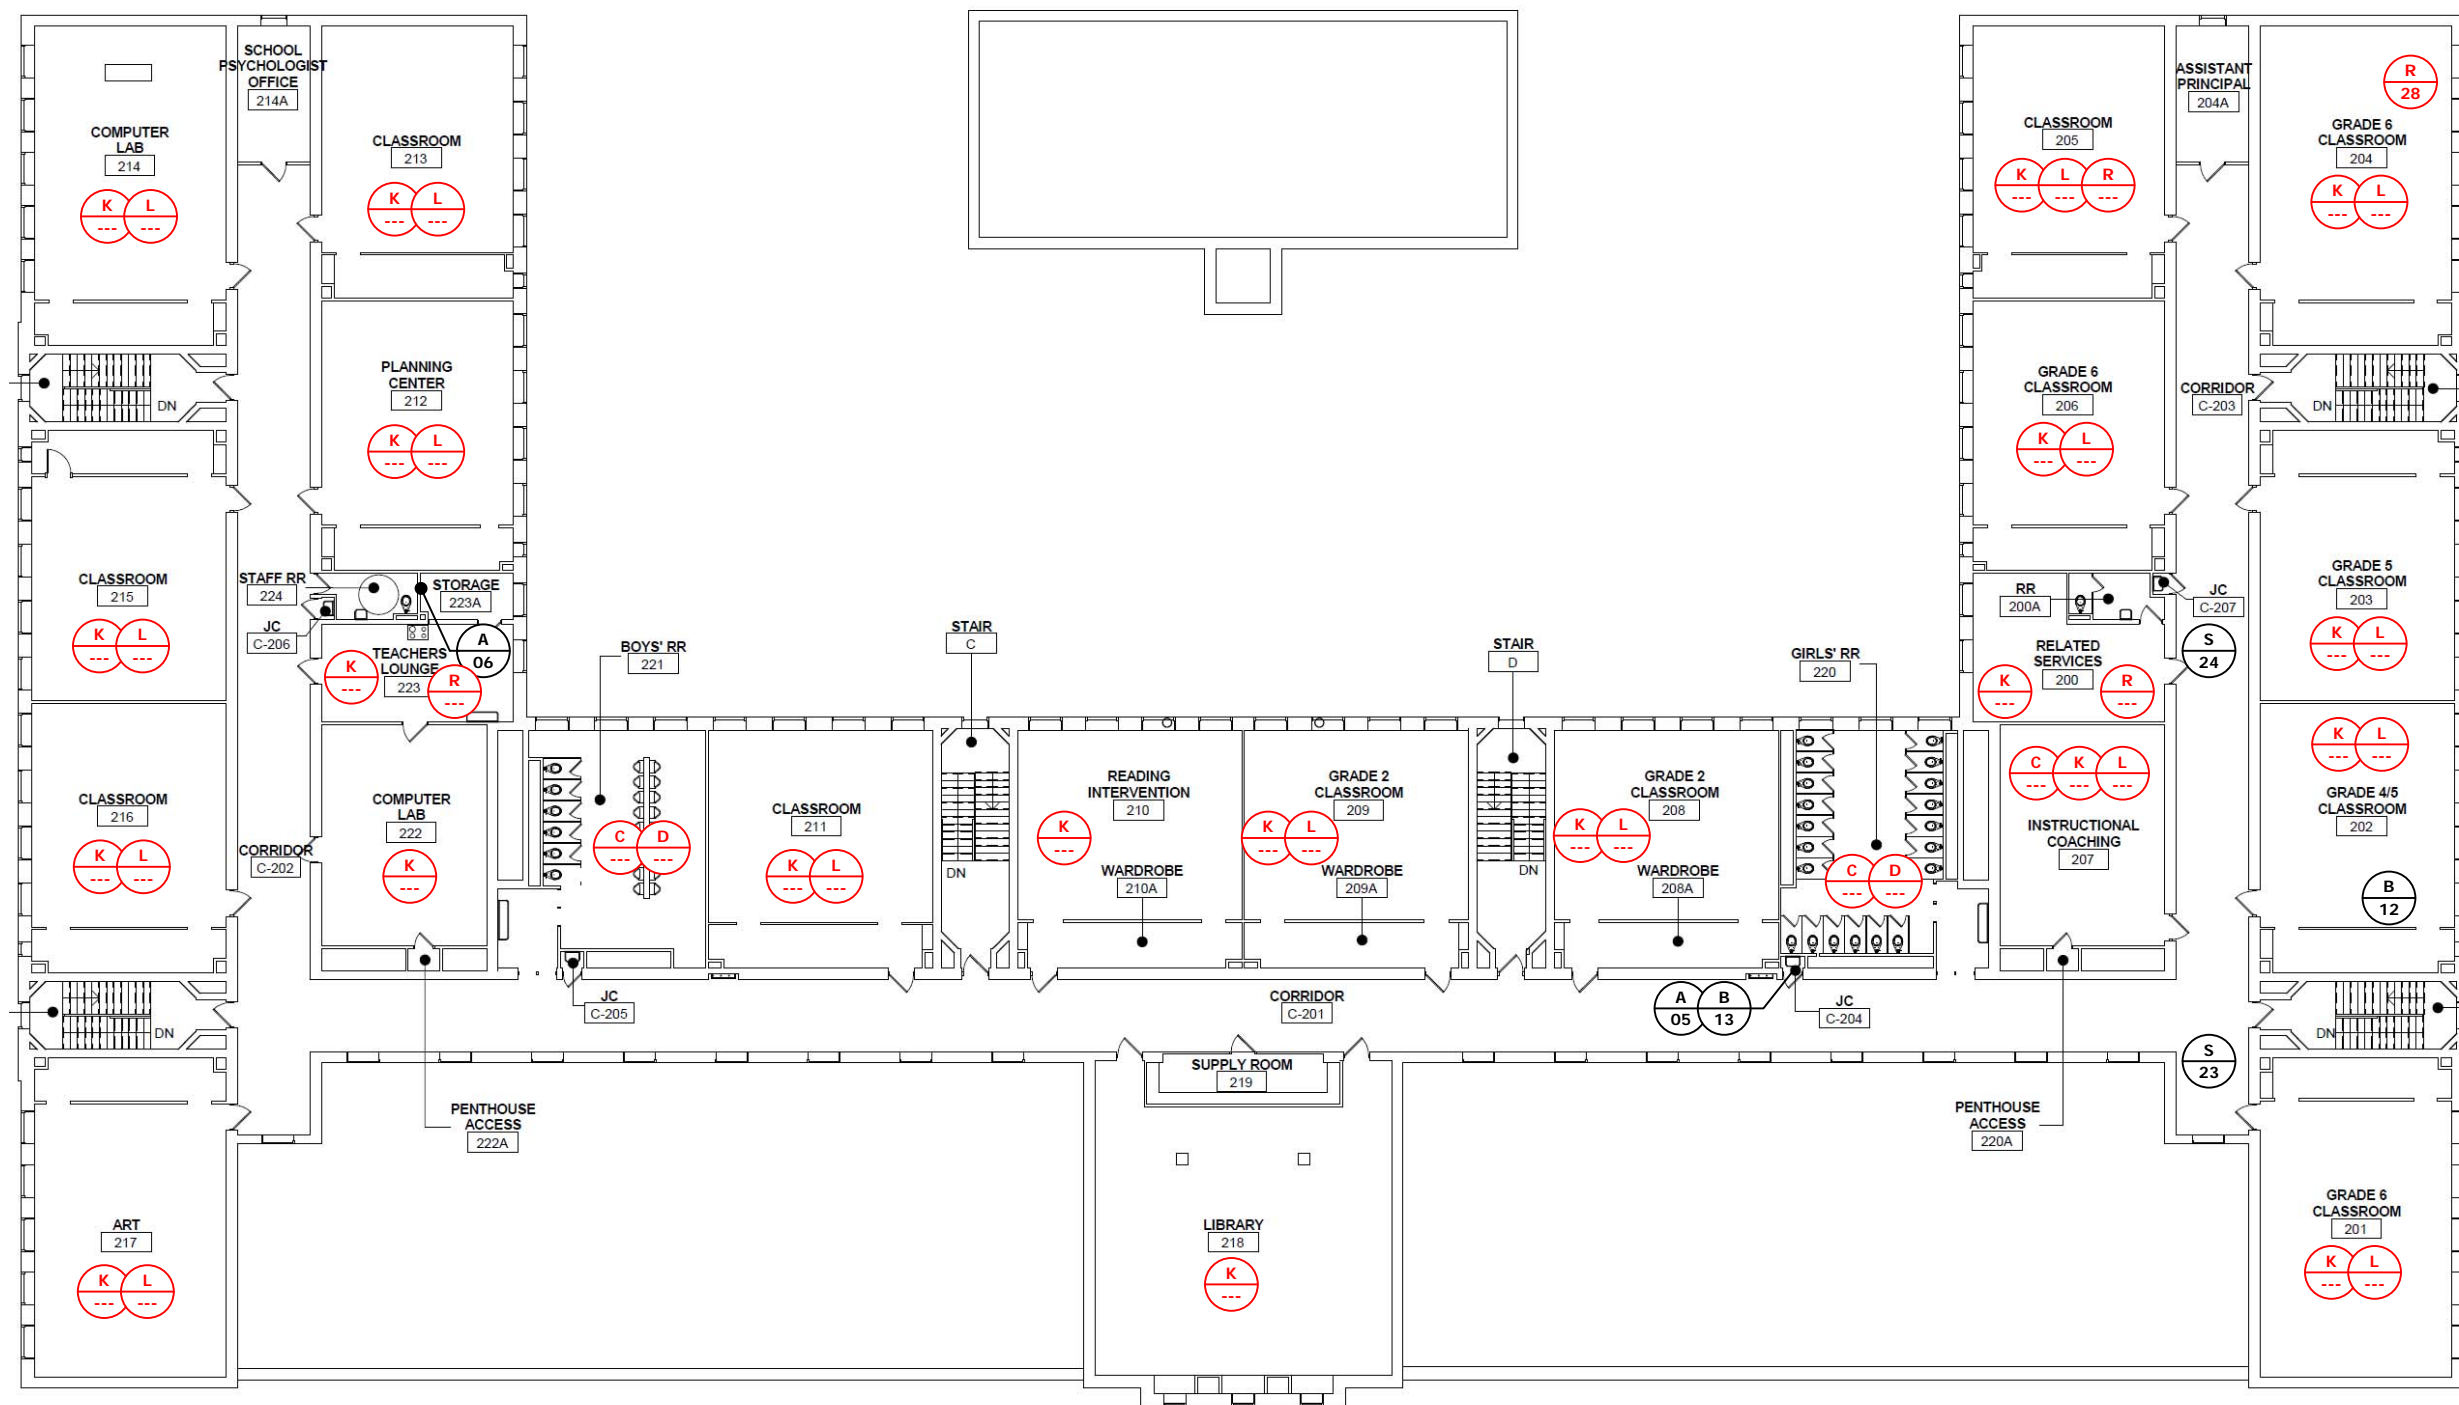 SCHOOL
PSYCHOLOGIST
OFFICE
214A
COMPUTER
LAB
214
K L
--- ---
CLASSROOM
213
K L
--- ---
PLANNING
CENTER
212
K L
--- ---
DN
CLASSROOM
215
K L
--- ---
STAFF RR
224
STORAGE
223A
JC
C-206
A
06
TEACHERS
LOUNGE
223
K
---
R
---
CLASSROOM
216
K L
--- ---
CORRIDOR
C-202
COMPUTER
LAB
222
K
---
DN
PENTHOUSE
ACCESS
222A
ART
217
K L
--- ---
BOYS' RR
221
C D
--- ---
JC
C-205
CLASSROOM
211
K L
--- ---
STAIR
C
DN
READING
INTERVENTION
210
K
---
WARDROBE
210A
GRADE 2
CLASSROOM
209
K L
--- ---
WARDROBE
209A
STAIR
D
DN
GRADE 2
CLASSROOM
208
K L
--- ---
WARDROBE
208A
GIRLS' RR
220
C D
--- ---
CORRIDOR
C-201
A B
05 13
JC
C-204
SUPPLY ROOM
219
LIBRARY
218
K
---
CLASSROOM
205
K L R
--- --- ---
ASSISTANT
PRINCIPAL
204A
R
28
GRADE 6
CLASSROOM
204
K L
--- ---
GRADE 6
CLASSROOM
206
K L
--- ---
CORRIDOR
C-203
DN
RR
200A
JC
C-207
S
24
RELATED
SERVICES
200
K
---
R
---
GRADE 5
CLASSROOM
203
K L
--- ---
C K L
--- --- ---
INSTRUCTIONAL
COACHING
207
K L
--- ---
GRADE 4/5
CLASSROOM
202
B
12
DN
S
23
PENTHOUSE
ACCESS
220A
GRADE 6
CLASSROOM
201
K L
--- ---